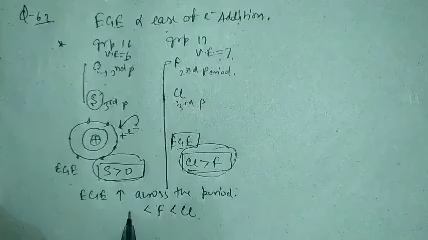 Q-62
EGE α ease of e⁻ addition.
* grp 16 grp 17
V.E=6 V.E=7
O, 2nd p F
2nd period.
S 3rd p Cl
3rd p
+e⁻
EGE
EGE S>O Cl > F
EGE ↑ across the period.
< F < Cl